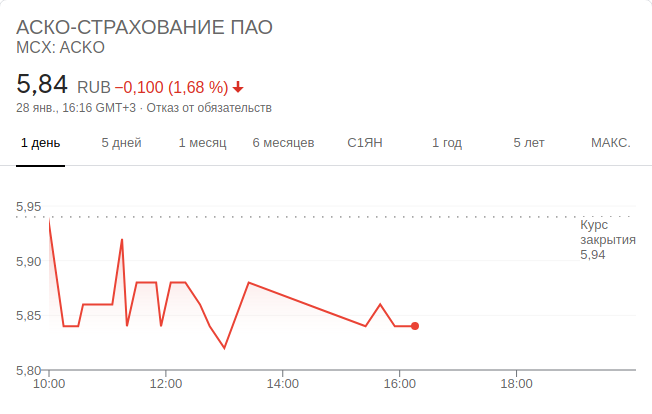 АСКО-СТРАХОВАНИЕ ПАО
MCX: ACKO
5,84 RUB −0,100 (1,68 %)
28 янв., 16:16 GMT+3 · Отказ от обязательств
1 день 5 дней 1 месяц 6 месяцев С1ЯН 1 год 5 лет МАКС.
5,95
Курс
закрытия
5,94
5,90
5,85
5,80
10:00 12:00 14:00 16:00 18:00